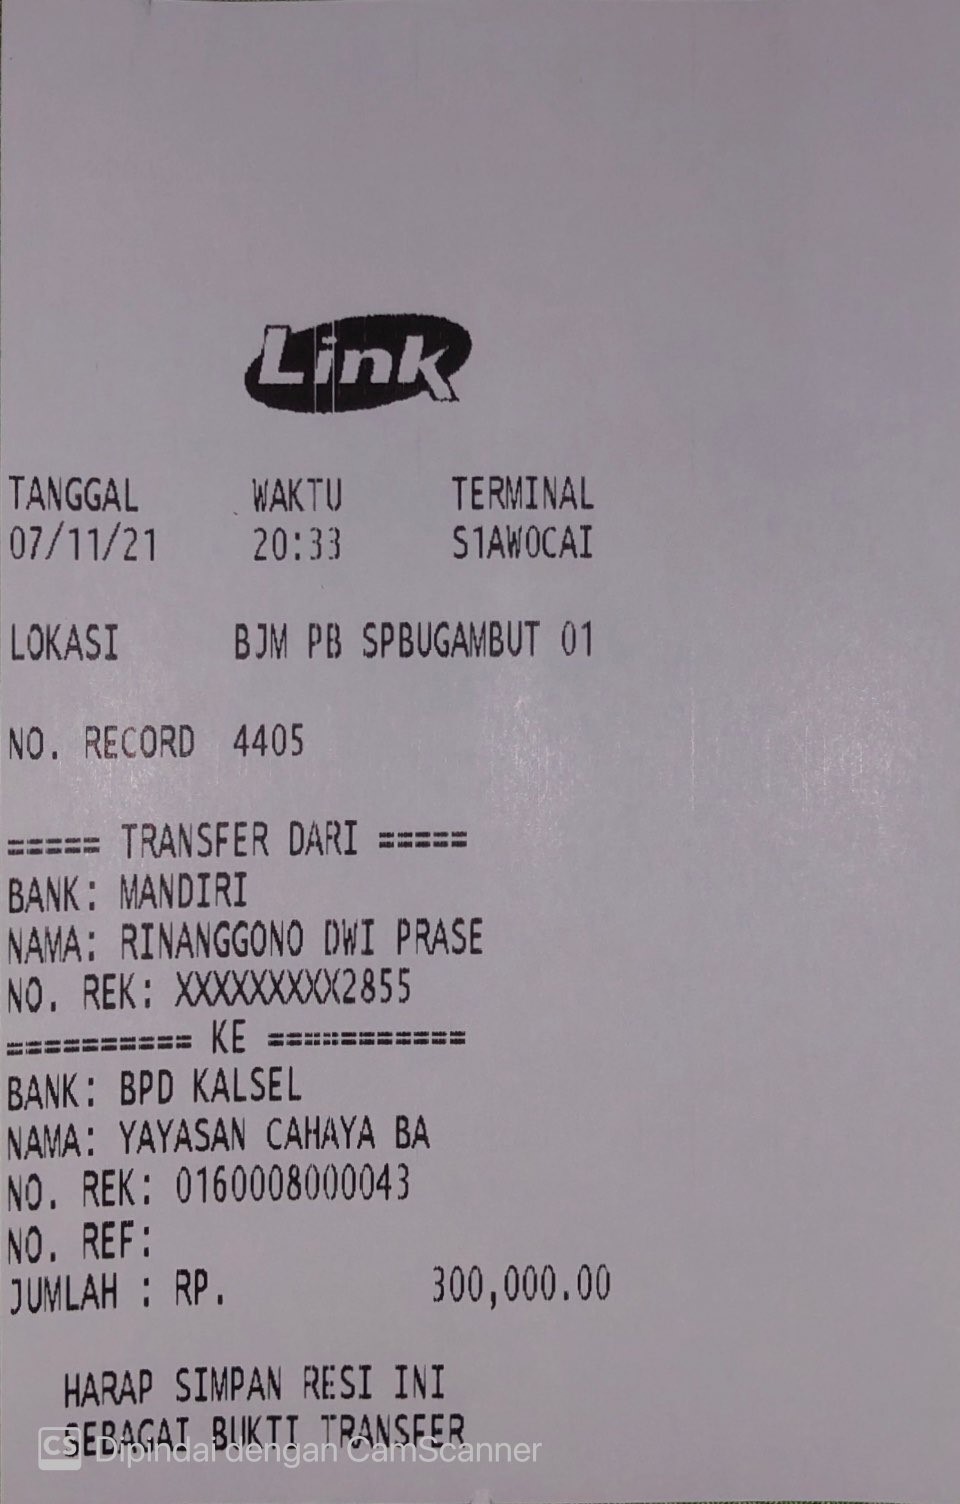 Link
TANGGAL WAKTU TERMINAL
07/11/21 20:33 S1AWOCAI
LOKASI BJM PB SPBUGAMBUT 01
NO. RECORD 4405
===== TRANSFER DARI =====
BANK: MANDIRI
NAMA: RINANGGONO DWI PRASE
NO. REK: XXXXXXXXX2855
========== KE ===========
BANK: BPD KALSEL
NAMA: YAYASAN CAHAYA BA
NO. REK: 0160008000043
NO. REF:
JUMLAH : RP. 300,000.00
HARAP SIMPAN RESI INI
SEBAGAI BUKTI TRANSFER
CS Dipindai dengan CamScanner